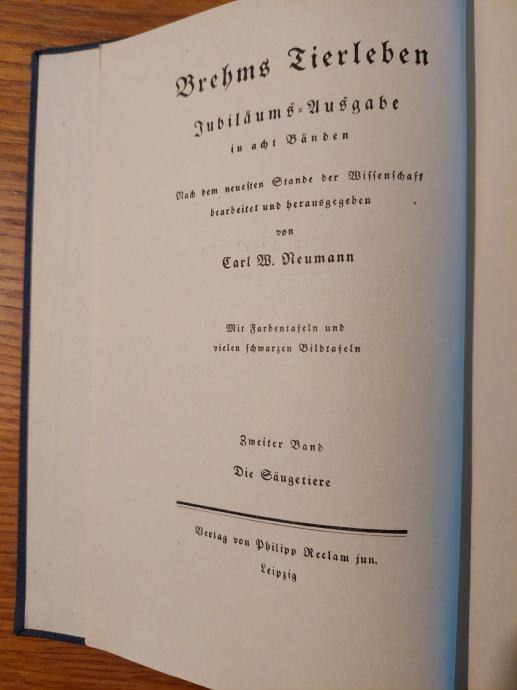 Brehms Tierleben
Jubiläums-Ausgabe
in acht Bänden
Nach dem neuesten Stande der Wissenschaft
bearbeitet und herausgegeben
von
Carl W. Neumann
Mit Farbentafeln und
vielen schwarzen Bildtafeln
Zweiter Band
Die Säugetiere
Verlag von Philipp Reclam jun.
Leipzig